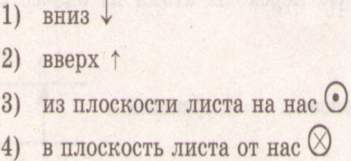 1) вниз ↓
2) вверх ↑
3) из плоскости листа на нас ⊙
4) в плоскость листа от нас ⊗